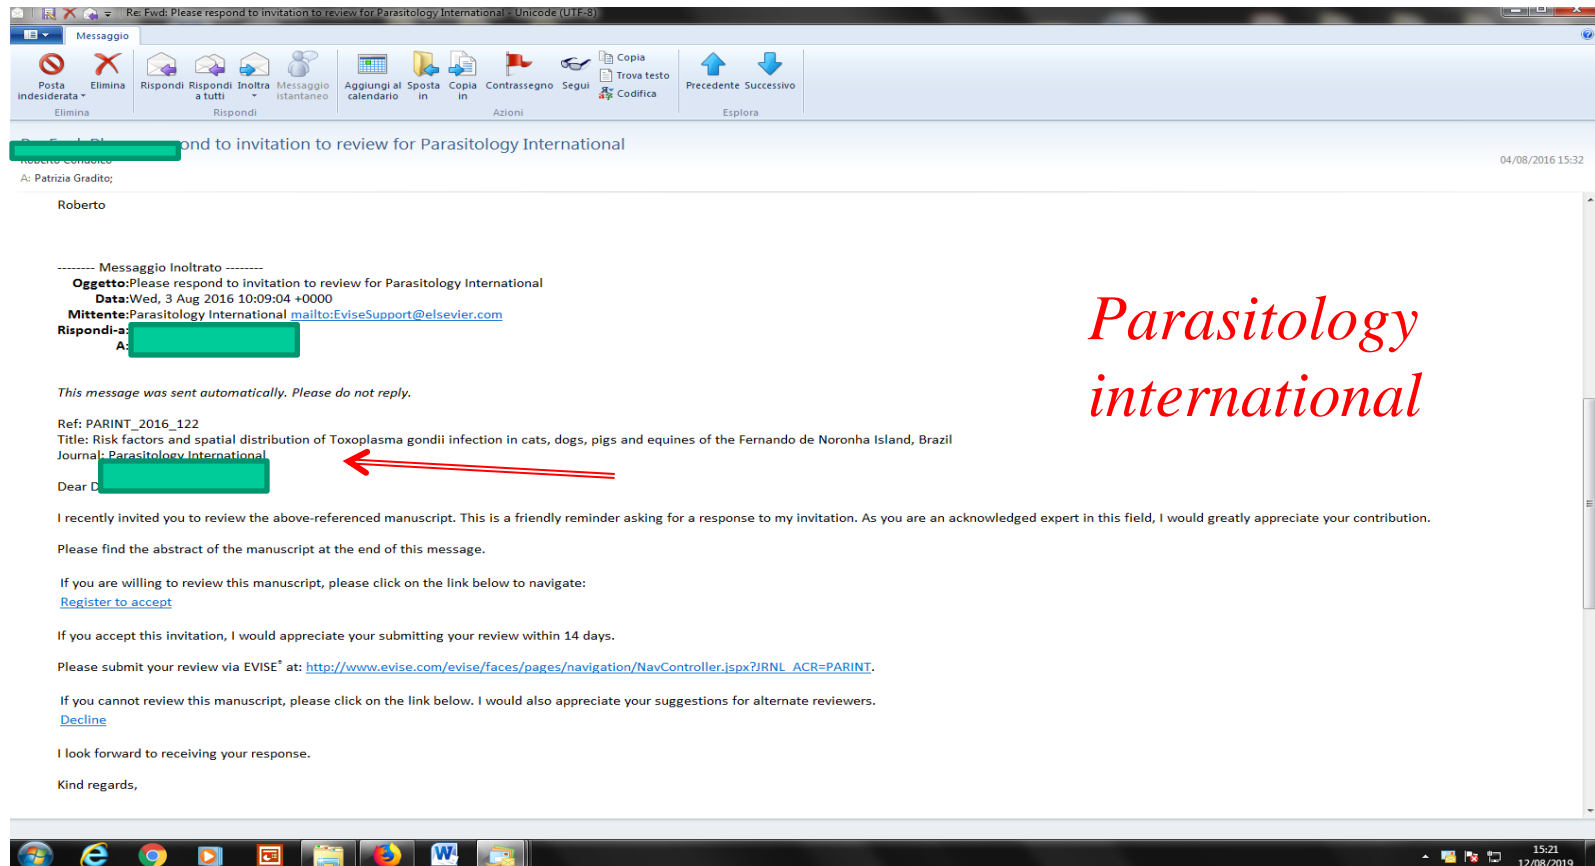 Re: Fwd: Please respond to invitation to review for Parasitology International - Unicode (UTF-8)
Messaggio
Posta indesiderata
Elimina
Rispondi
Rispondi a tutti
Inoltra
Messaggio istantaneo
Aggiungi al calendario
Sposta in
Copia in
Contrassegno
Segui
Copia
Trova testo
Codifica
Precedente
Successivo
Elimina
Rispondi
Azioni
Esplora
ond to invitation to review for Parasitology International
04/08/2016 15:32
A: Patrizia Gradito;
Roberto
-------- Messaggio Inoltrato --------
Oggetto:Please respond to invitation to review for Parasitology International
Data:Wed, 3 Aug 2016 10:09:04 +0000
Mittente:Parasitology International mailto:EviseSupport@elsevier.com
Rispondi-a:
A:
Parasitology
international
This message was sent automatically. Please do not reply.
Ref: PARINT_2016_122
Title: Risk factors and spatial distribution of Toxoplasma gondii infection in cats, dogs, pigs and equines of the Fernando de Noronha Island, Brazil
Journal: Parasitology International
Dear D
I recently invited you to review the above-referenced manuscript. This is a friendly reminder asking for a response to my invitation. As you are an acknowledged expert in this field, I would greatly appreciate your contribution.
Please find the abstract of the manuscript at the end of this message.
If you are willing to review this manuscript, please click on the link below to navigate:
Register to accept
If you accept this invitation, I would appreciate your submitting your review within 14 days.
Please submit your review via EVISE® at: http://www.evise.com/evise/faces/pages/navigation/NavController.jspx?JRNL_ACR=PARINT.
If you cannot review this manuscript, please click on the link below. I would also appreciate your suggestions for alternate reviewers.
Decline
I look forward to receiving your response.
Kind regards,
15:21
12/08/2019